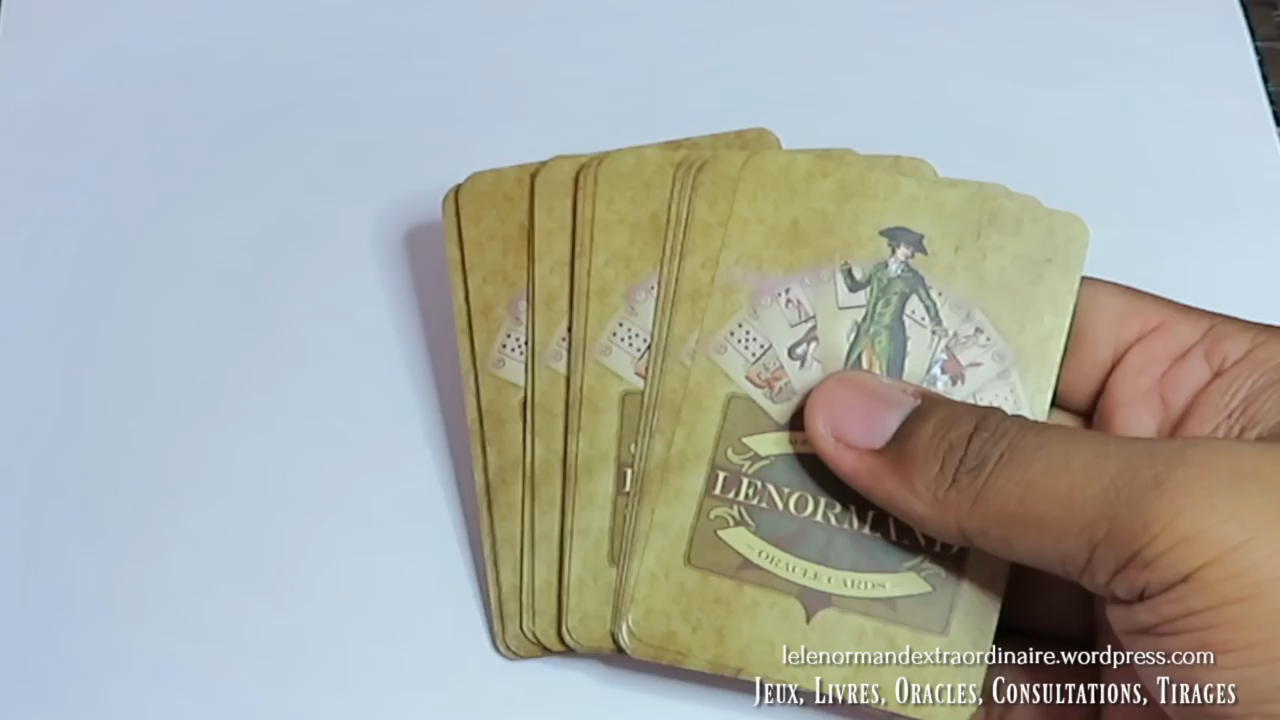 LENORMAND
ORACLE CARDS
lelenormandextraordinaire.wordpress.com
Jeux, Livres, Oracles, Consultations, Tirages